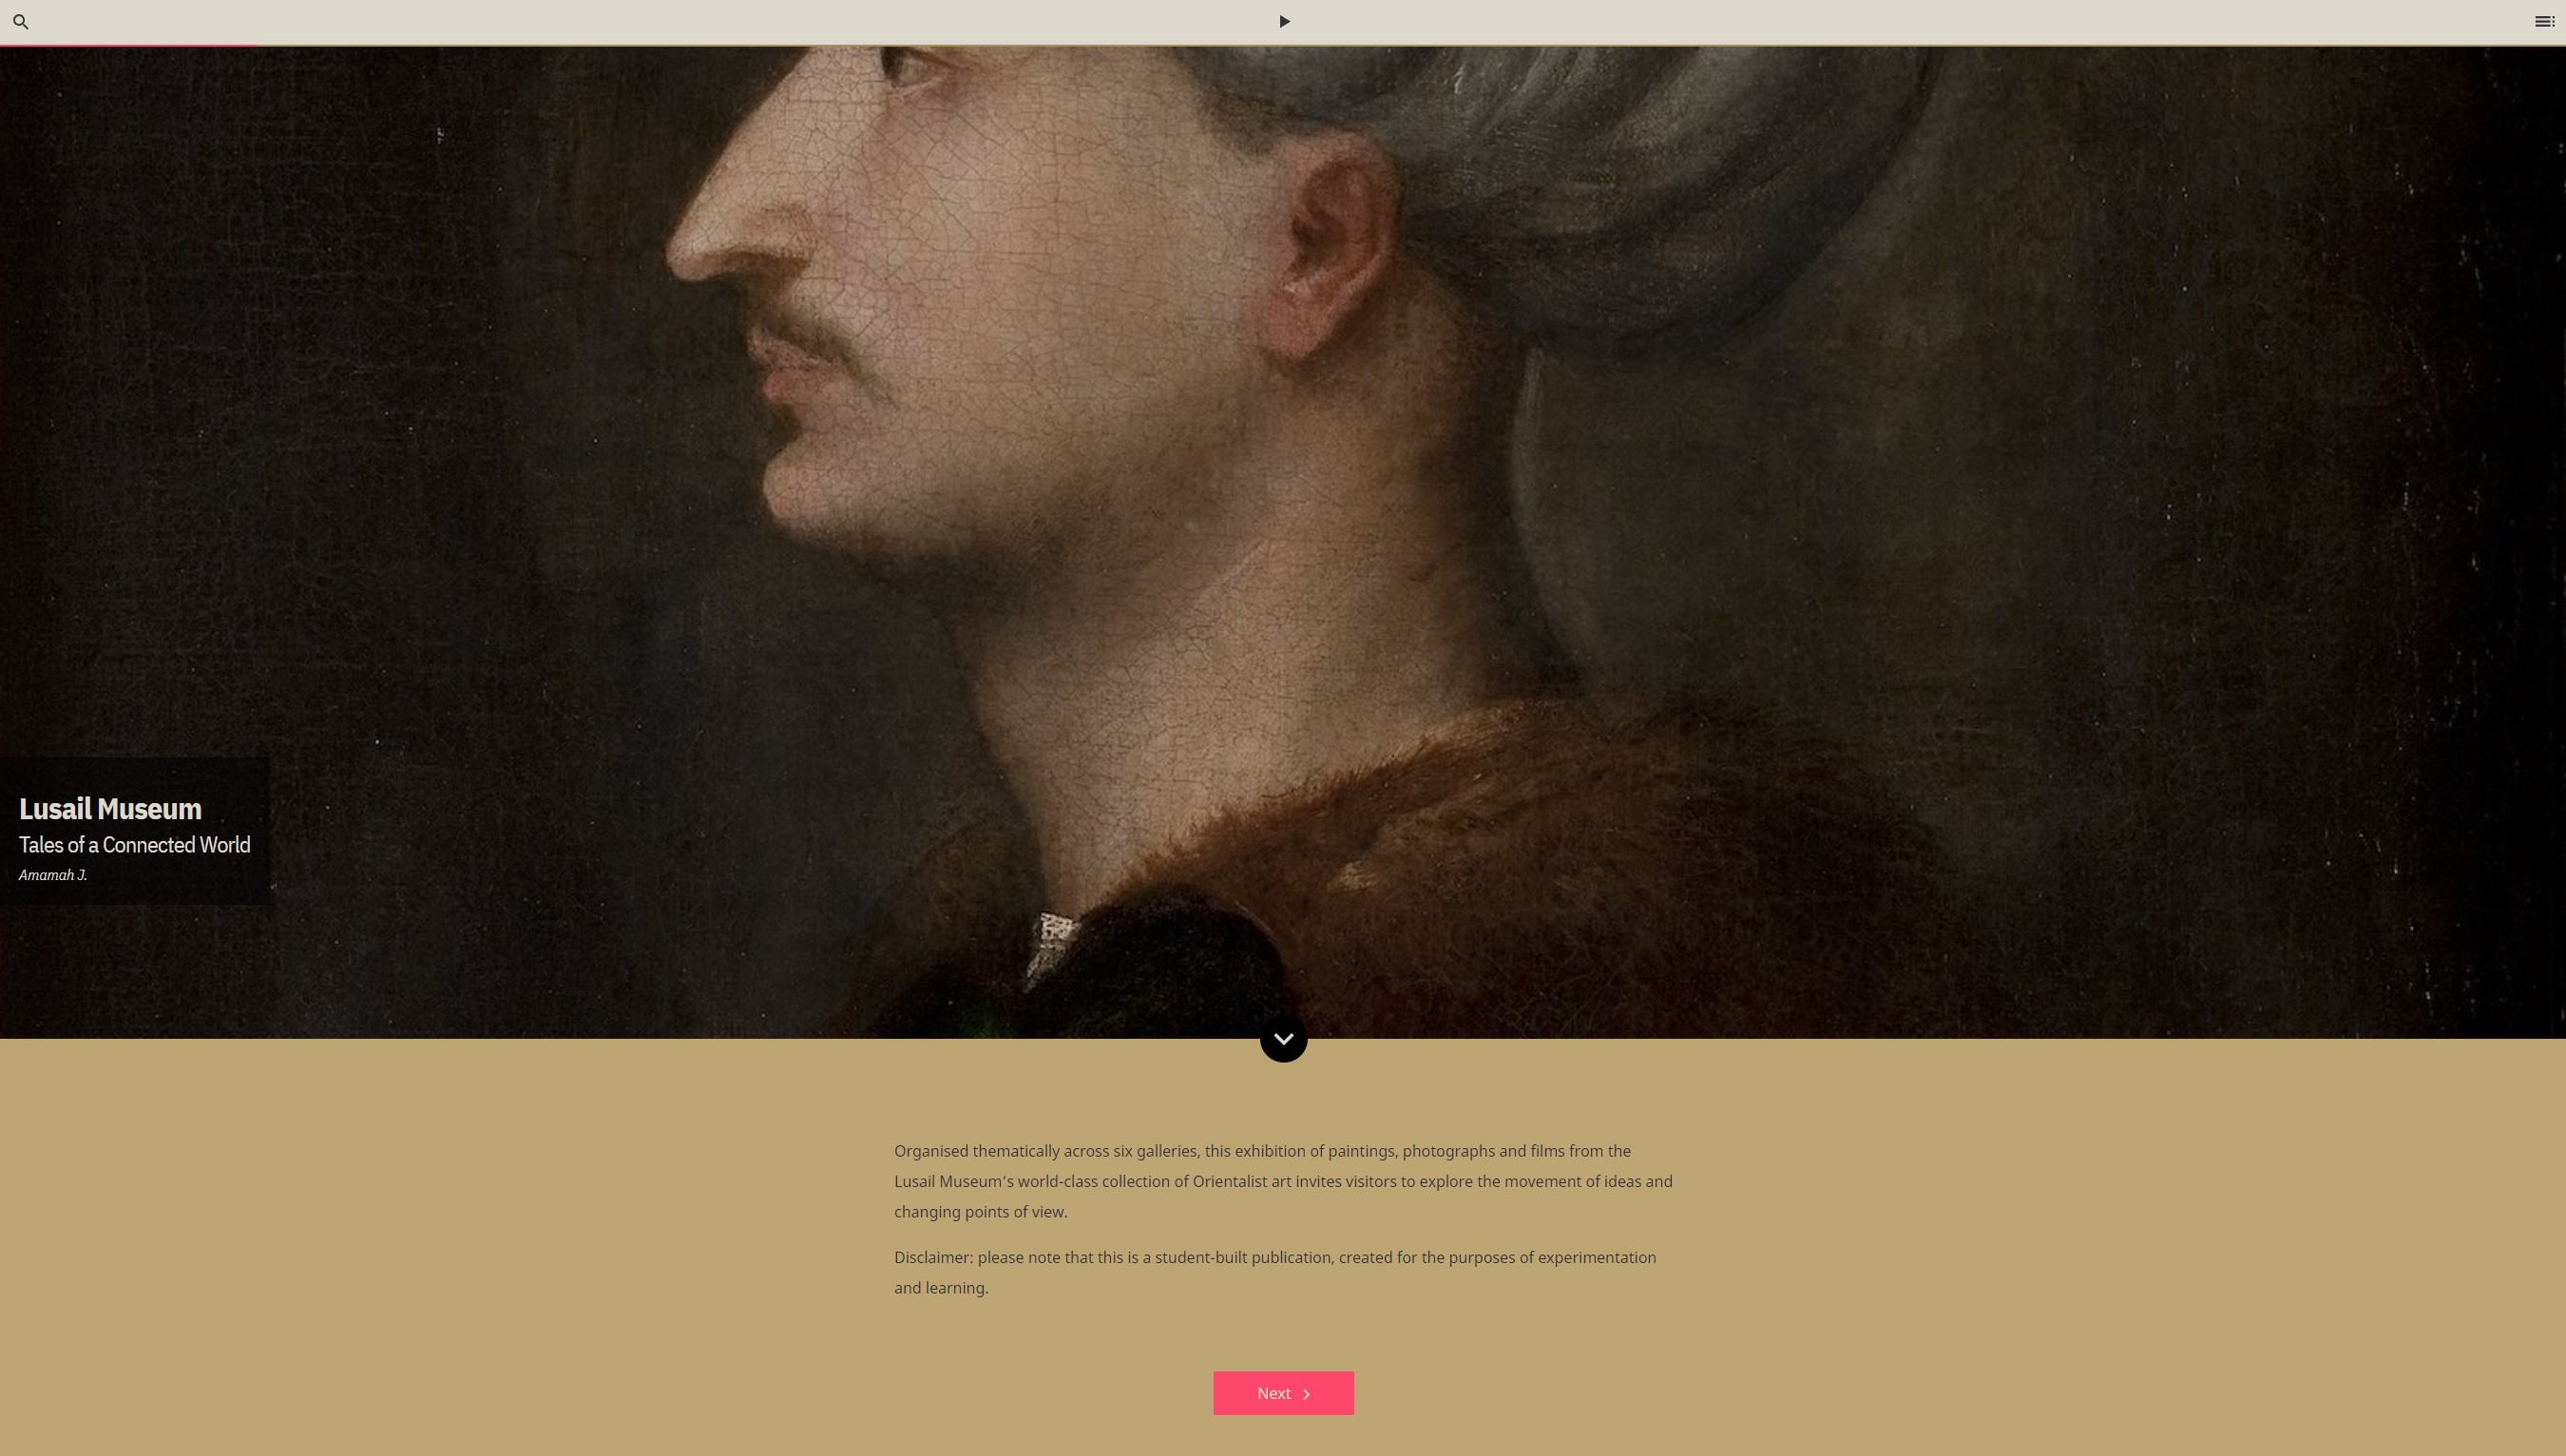 Lusail Museum
Tales of a Connected World
Amamah J.
Organised thematically across six galleries, this exhibition of paintings, photographs and films from the
Lusail Museum’s world-class collection of Orientalist art invites visitors to explore the movement of ideas and
changing points of view.
Disclaimer: please note that this is a student-built publication, created for the purposes of experimentation
and learning.
Next